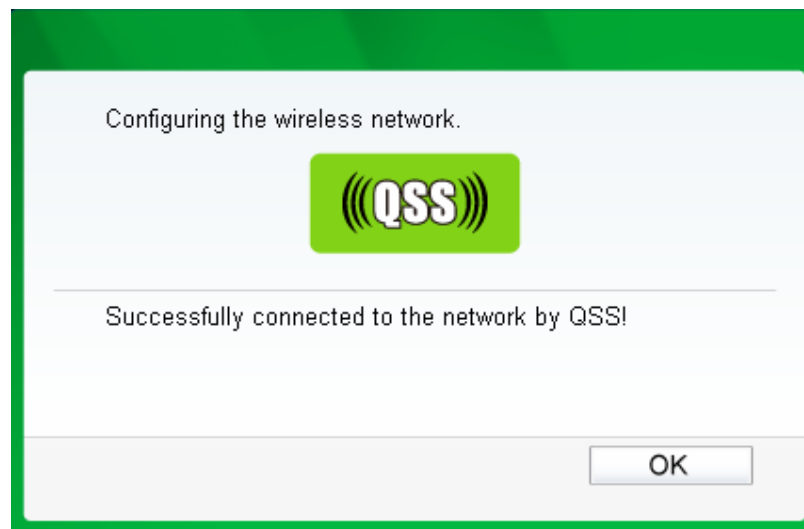 Configuring the wireless network.
QSS
Successfully connected to the network by QSS!
OK